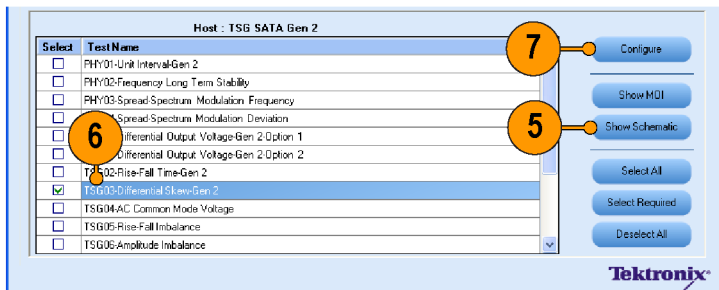 Host : TSG SATA Gen 2
Select TestName
PHY01-Unit Interval-Gen 2
PHY02-Frequency Long Term Stability
PHY03-Spread-Spectrum Modulation Frequency
Spread-Spectrum Modulation Deviation
Differential Output Voltage-Gen 2-Option 1
Differential Output Voltage-Gen 2-Option 2
TSG02-Rise-Fall Time-Gen 2
TSG03-Differential Skew-Gen 2
TSG04-AC Common Mode Voltage
TSG05-Rise-Fall Imbalance
TSG06-Amplitude Imbalance
6
7
5
Configure
Show MOI
Show Schematic
Select All
Select Required
Deselect All
Tektronix